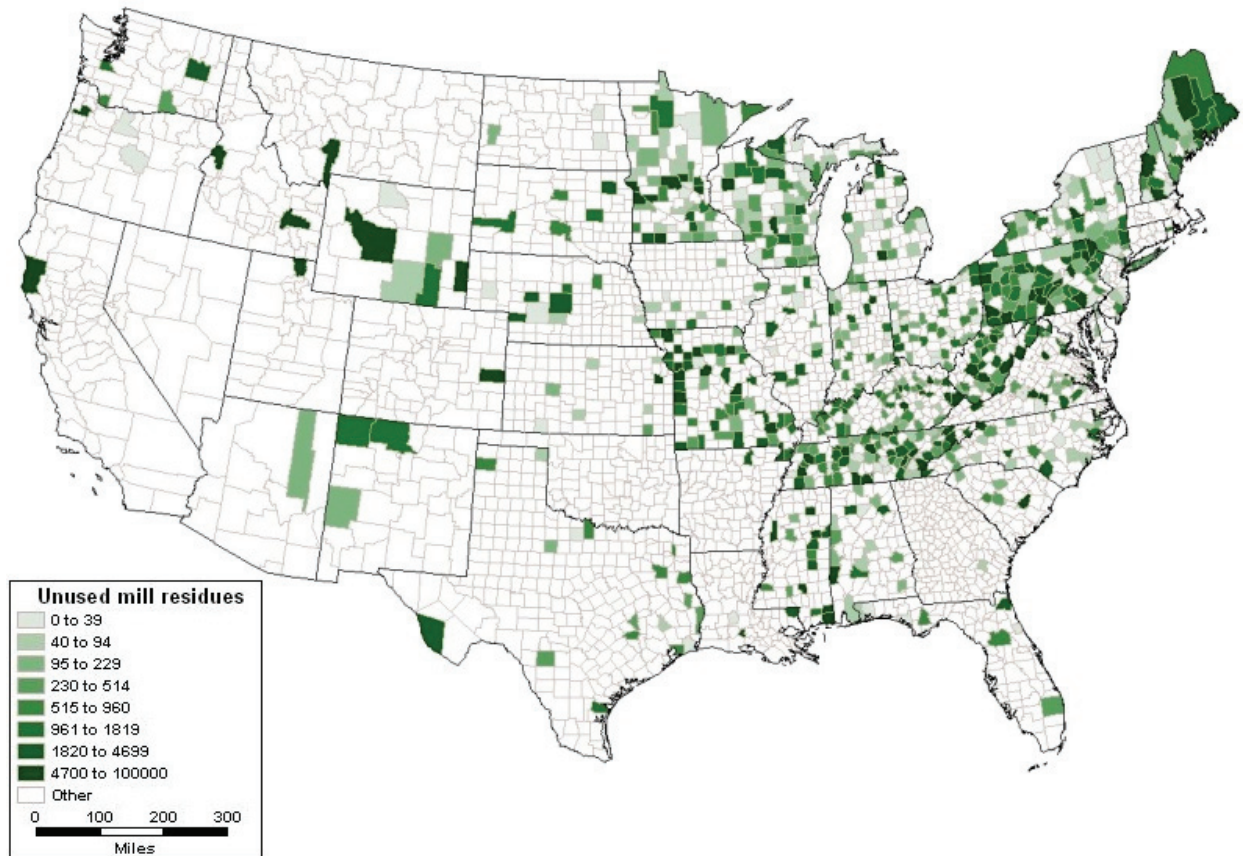 Unused mill residues
0 to 39
40 to 94
95 to 229
230 to 514
515 to 960
961 to 1819
1820 to 4699
4700 to 100000
Other
0 100 200 300
Miles